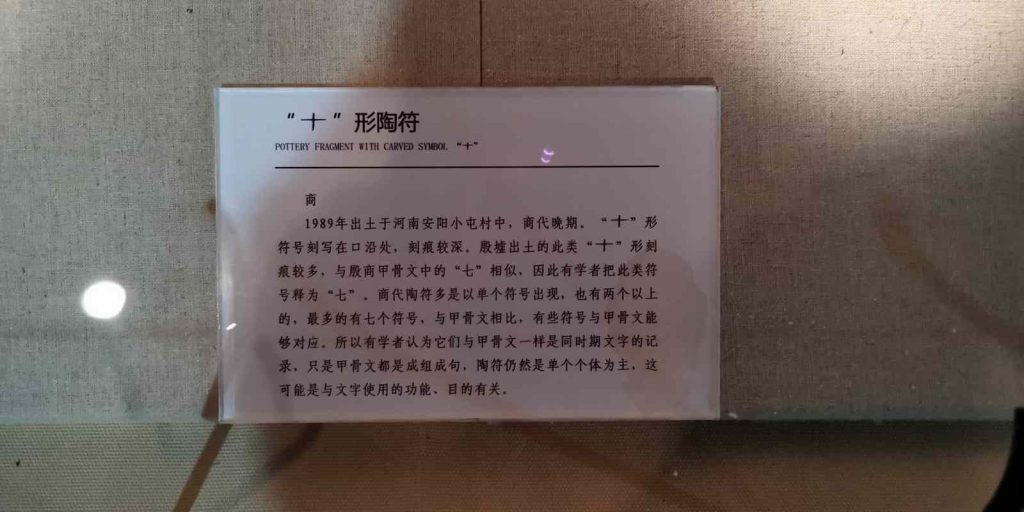 “十”形陶符
POTTERY FRAGMENT WITH CARVED SYMBOL “十”
商
1989年出土于河南安阳小屯村中，商代晚期。“十”形
符号刻写在口沿处，刻痕较深。殷墟出土的此类“十”形刻
痕较多，与殷商甲骨文中的“七”相似，因此有学者把此类符
号释为“七”。商代陶符多是以单个符号出现，也有两个以上
的，最多的有七个符号，与甲骨文相比，有些符号与甲骨文能
够对应。所以有学者认为它们与甲骨文一样是同时期文字的记
录，只是甲骨文都是成组成句，陶符仍然是单个个体为主，这
可能是与文字使用的功能、目的有关。